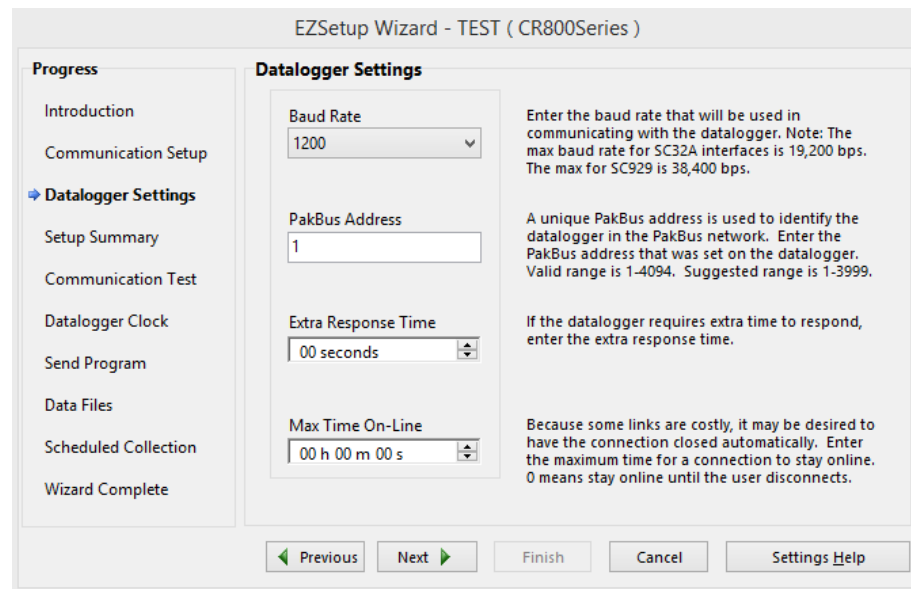 EZSetup Wizard - TEST ( CR800Series )
Progress
Introduction
Communication Setup
Datalogger Settings
Setup Summary
Communication Test
Datalogger Clock
Send Program
Data Files
Scheduled Collection
Wizard Complete
Datalogger Settings
Baud Rate
1200
Enter the baud rate that will be used in
communicating with the datalogger. Note: The
max baud rate for SC32A interfaces is 19,200 bps.
The max for SC929 is 38,400 bps.
PakBus Address
1
A unique PakBus address is used to identify the
datalogger in the PakBus network. Enter the
PakBus address that was set on the datalogger.
Valid range is 1-4094. Suggested range is 1-3999.
Extra Response Time
00 seconds
If the datalogger requires extra time to respond,
enter the extra response time.
Max Time On-Line
00 h 00 m 00 s
Because some links are costly, it may be desired to
have the connection closed automatically. Enter
the maximum time for a connection to stay online.
0 means stay online until the user disconnects.
Previous
Next
Finish
Cancel
Settings Help